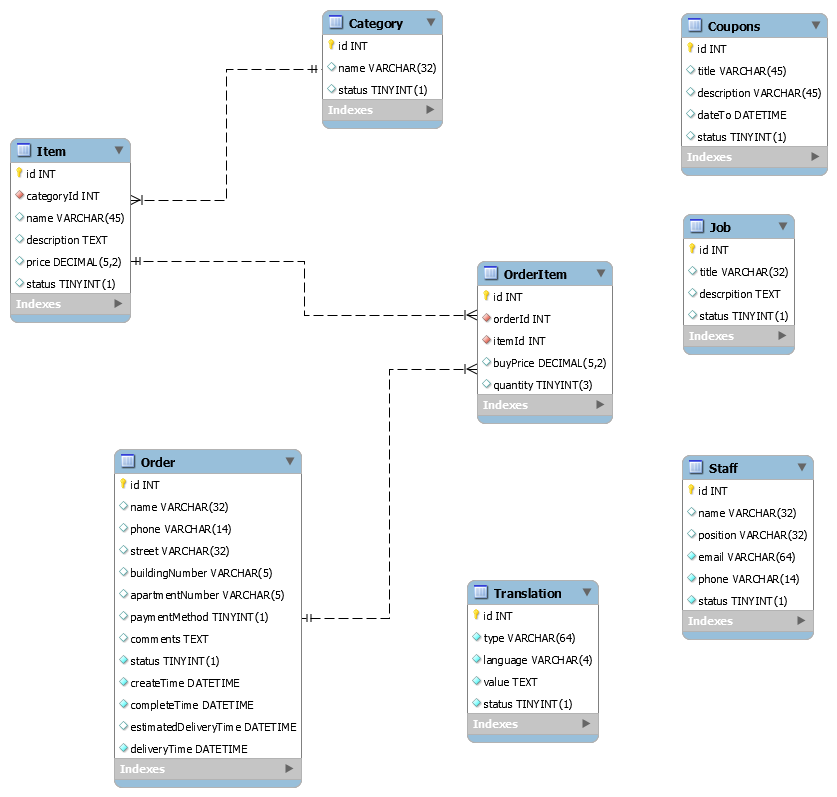 Category
id INT
name VARCHAR(32)
status TINYINT(1)
Indexes
Coupons
id INT
title VARCHAR(45)
description VARCHAR(45)
dateTo DATETIME
status TINYINT(1)
Indexes
Item
id INT
categoryId INT
name VARCHAR(45)
description TEXT
price DECIMAL(5,2)
status TINYINT(1)
Indexes
Job
id INT
title VARCHAR(32)
descrpition TEXT
status TINYINT(1)
Indexes
OrderItem
id INT
orderId INT
itemId INT
buyPrice DECIMAL(5,2)
quantity TINYINT(3)
Indexes
Order
id INT
name VARCHAR(32)
phone VARCHAR(14)
street VARCHAR(32)
buildingNumber VARCHAR(5)
apartmentNumber VARCHAR(5)
paymentMethod TINYINT(1)
comments TEXT
status TINYINT(1)
createTime DATETIME
completeTime DATETIME
estimatedDeliveryTime DATETIME
deliveryTime DATETIME
Indexes
Staff
id INT
name VARCHAR(32)
position VARCHAR(32)
email VARCHAR(64)
phone VARCHAR(14)
status TINYINT(1)
Indexes
Translation
id INT
type VARCHAR(64)
language VARCHAR(4)
value TEXT
status TINYINT(1)
Indexes